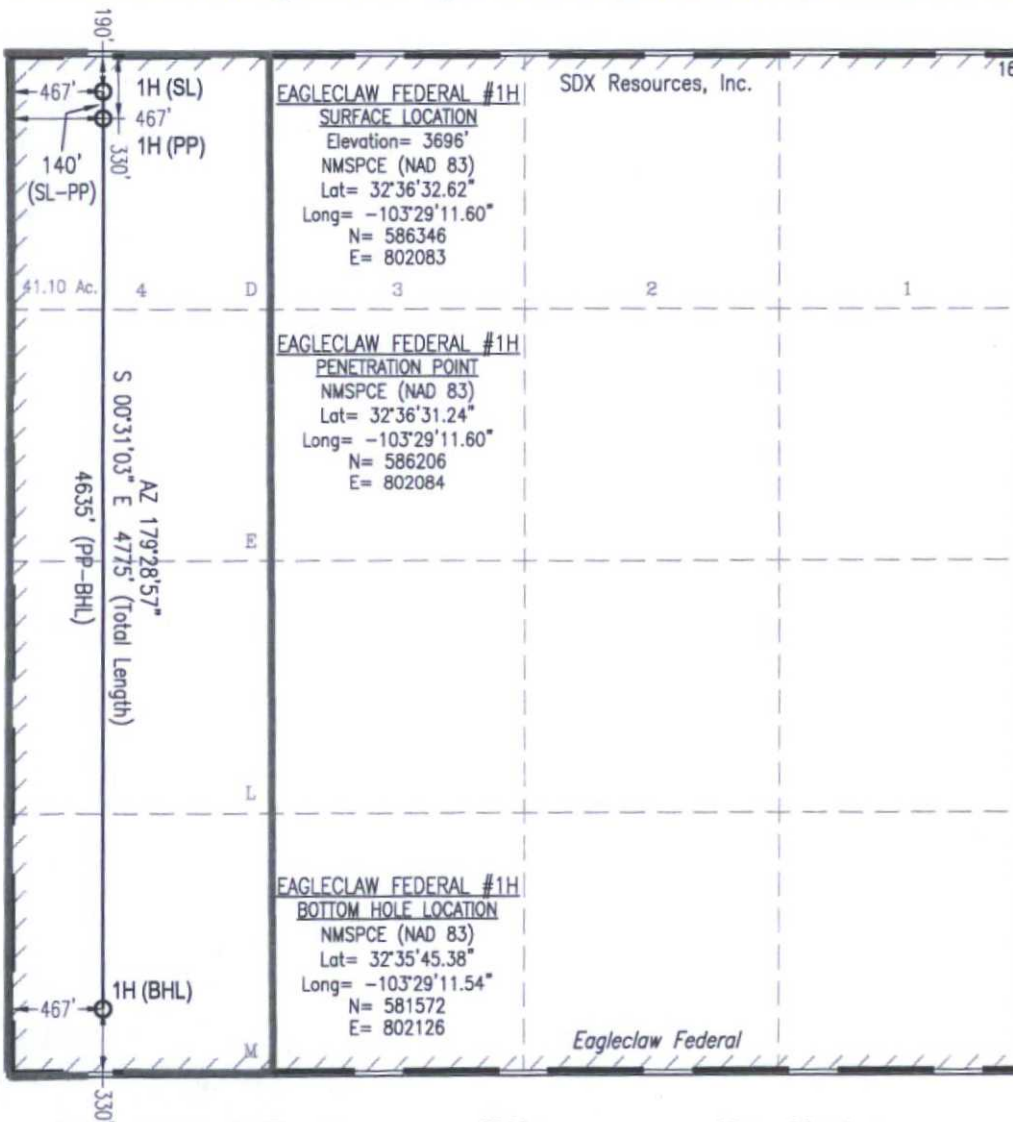 190'
467'
1H (SL)
467'
1H (PP)
330'
140'
(SL-PP)
EAGLECLAW FEDERAL #1H
SURFACE LOCATION
Elevation= 3696'
NMSPCE (NAD 83)
Lat= 32°36'32.62"
Long= -103°29'11.60"
N= 586346
E= 802083
SDX Resources, Inc.
16
41.10 Ac.
4
D
3
2
1
EAGLECLAW FEDERAL #1H
PENETRATION POINT
NMSPCE (NAD 83)
Lat= 32°36'31.24"
Long= -103°29'11.60"
N= 586206
E= 802084
AZ 179°28'57"
S 00°31'03" E 4775' (Total Length)
4635' (PP-BHL)
E
L
EAGLECLAW FEDERAL #1H
BOTTOM HOLE LOCATION
NMSPCE (NAD 83)
Lat= 32°35'45.38"
Long= -103°29'11.54"
N= 581572
E= 802126
1H (BHL)
467'
M
Eagleclaw Federal
330'